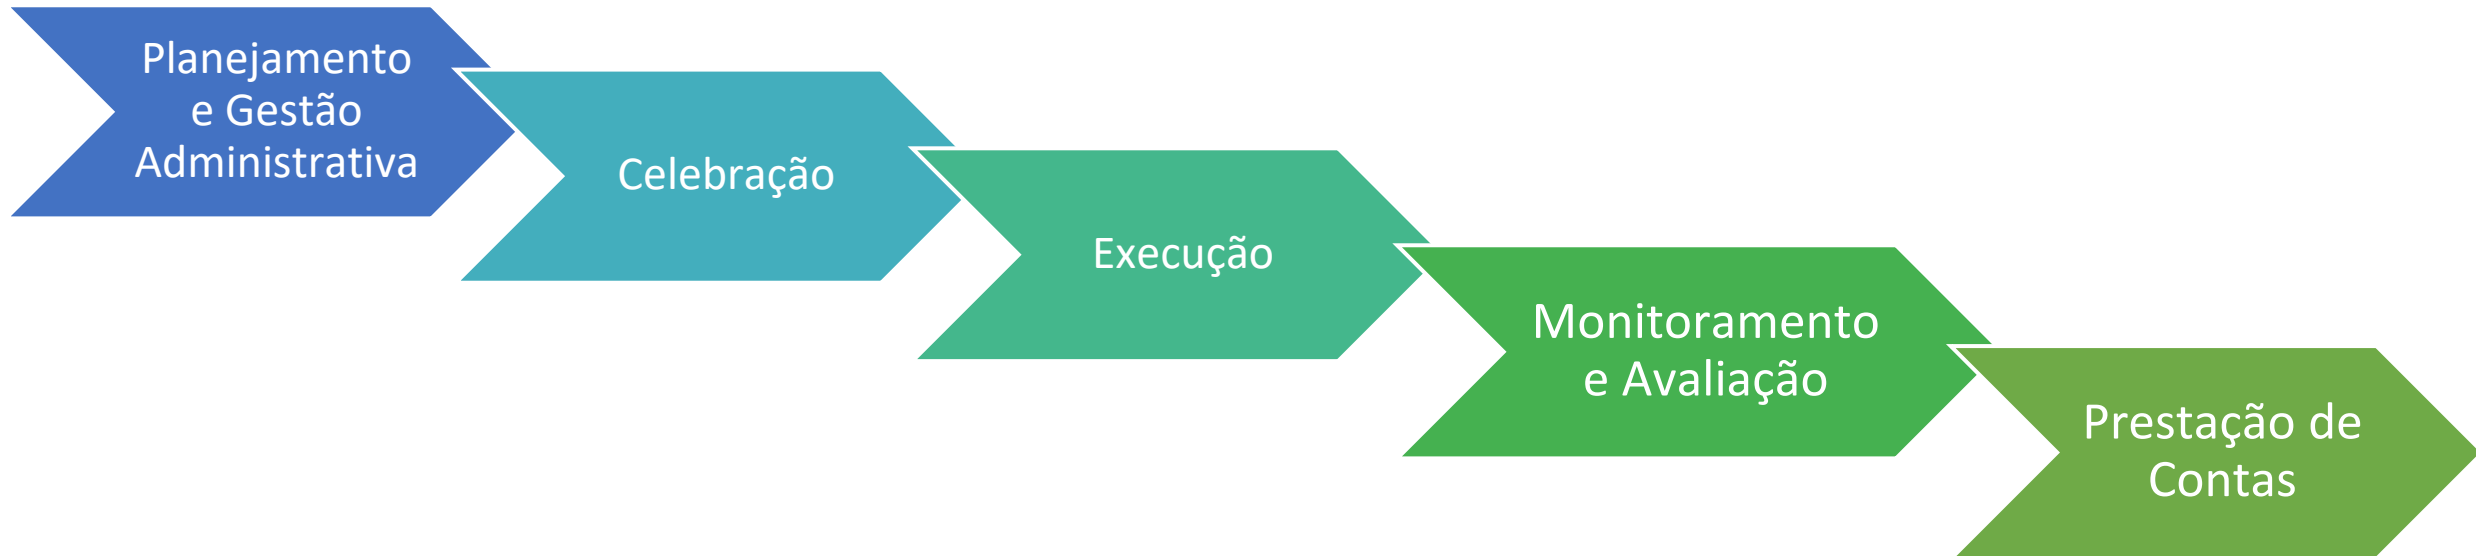 Planejamento
e Gestão
Administrativa
Celebração
Execução
Monitoramento
e Avaliação
Prestação de
Contas